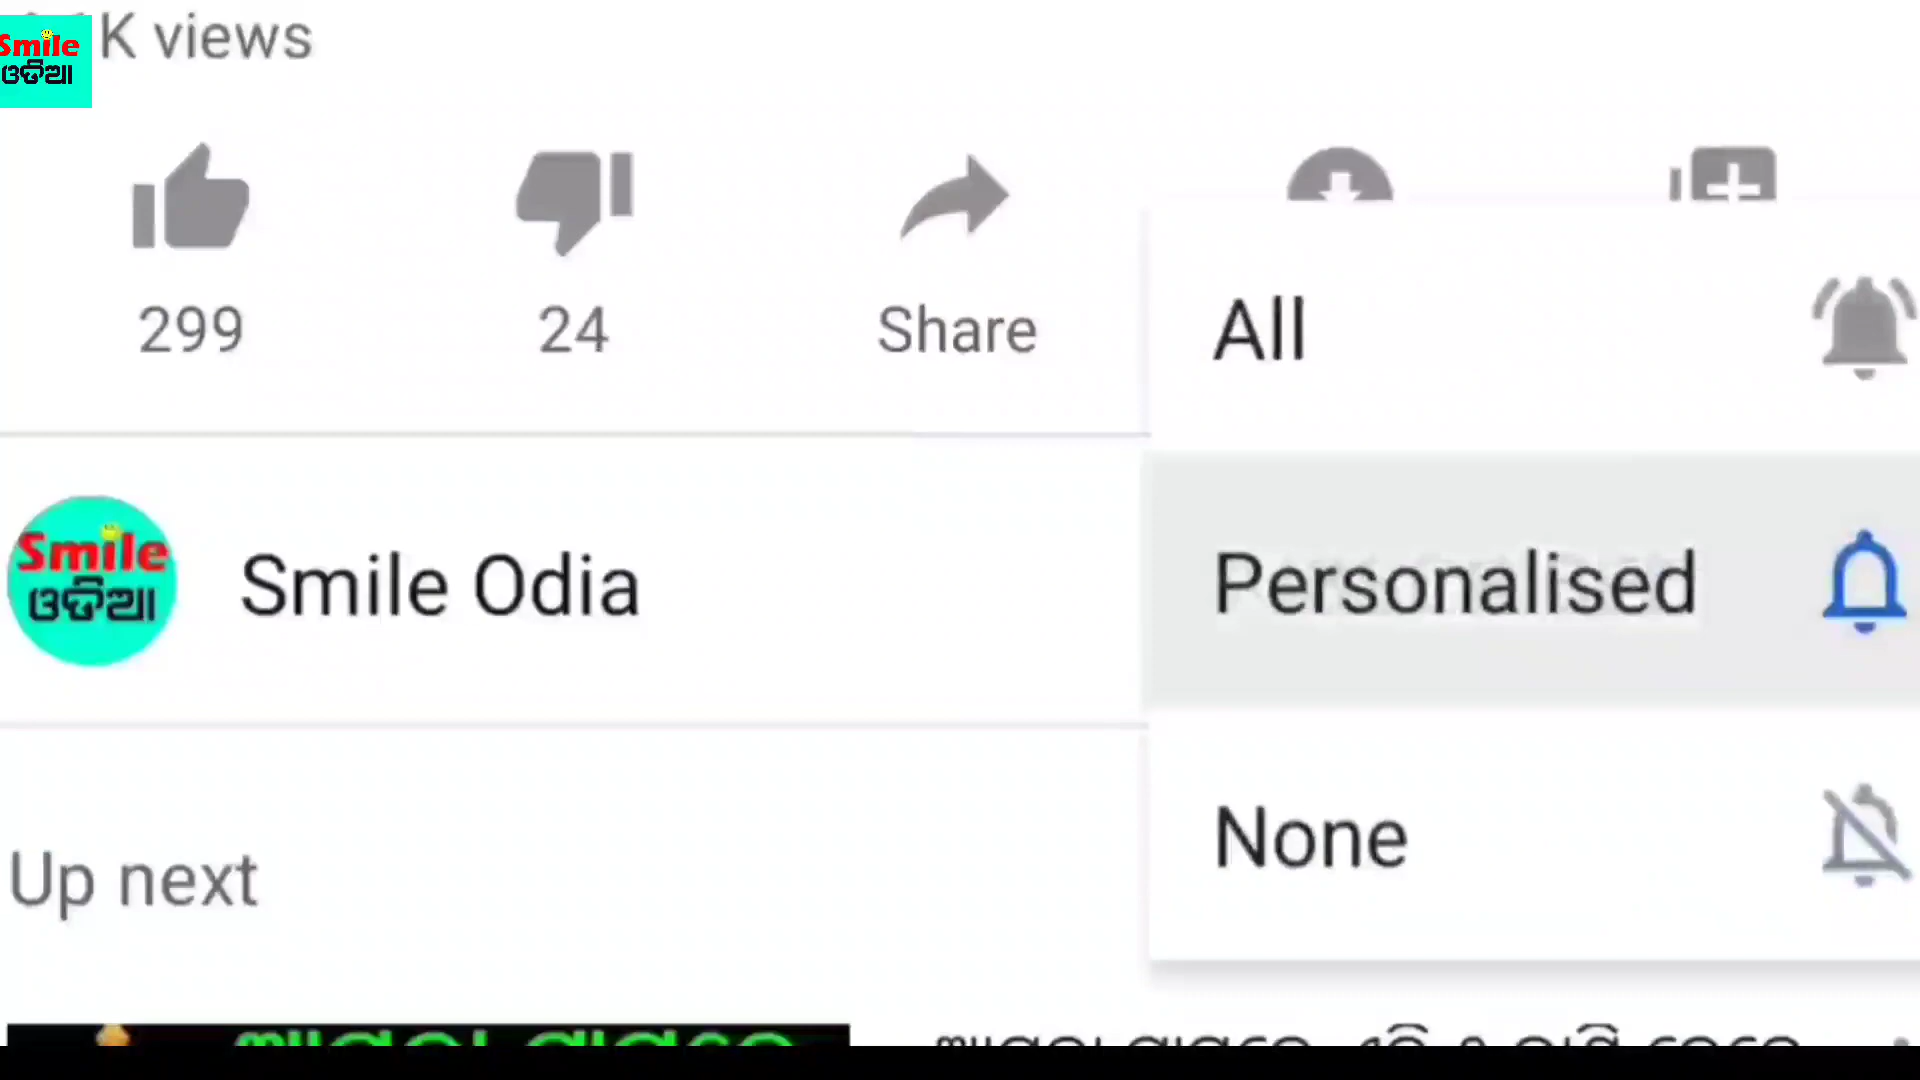 Smile
ଓଡିଆ
K views
299
24
Share
All
Smile
ଓଡିଆ
Smile Odia
Personalised
None
Up next